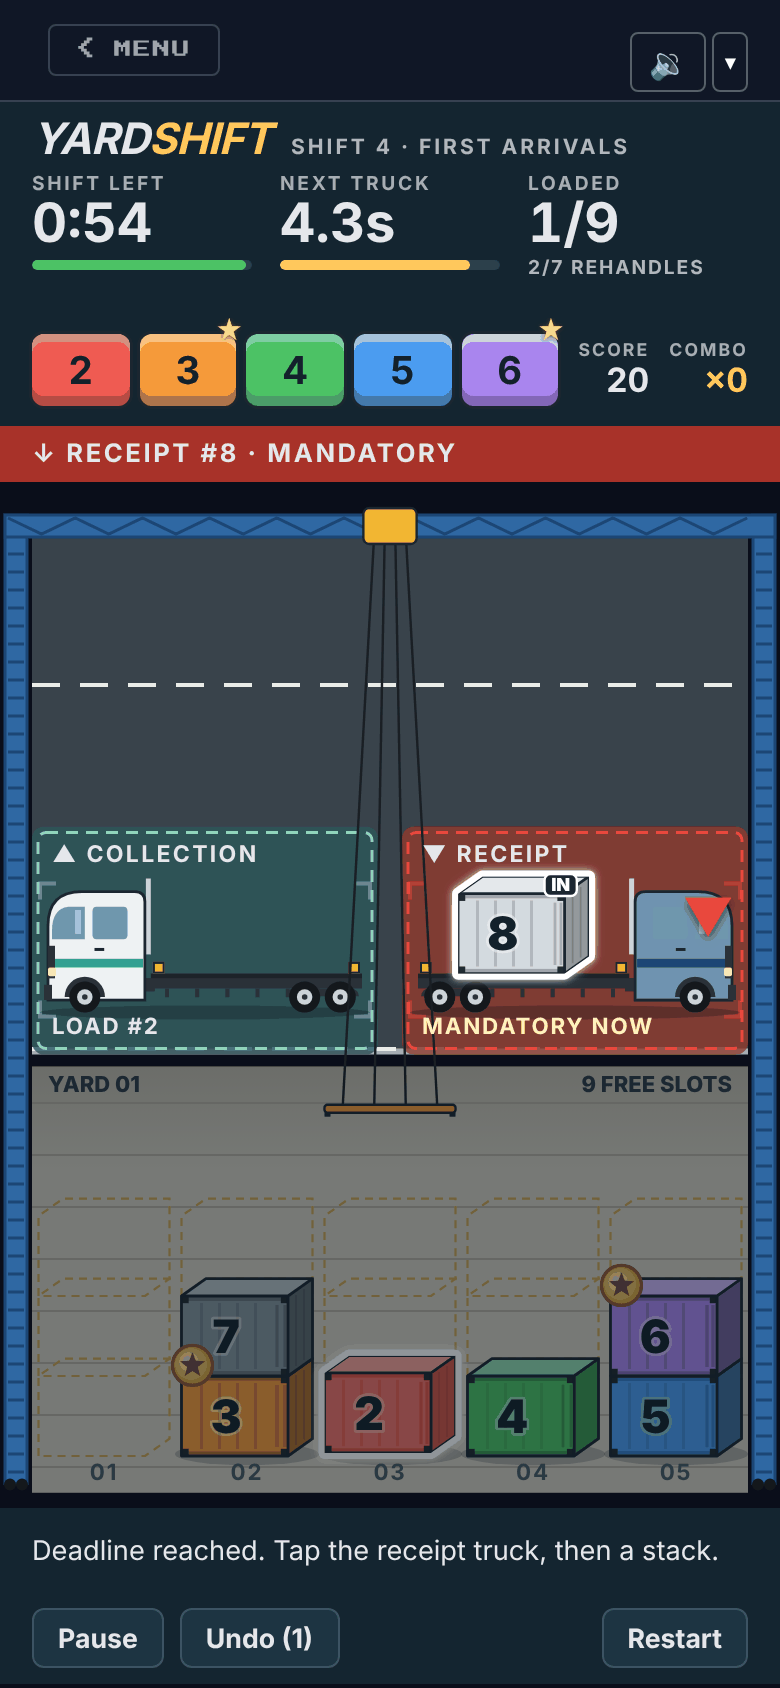 MENU
▼
YARDSHIFT SHIFT 4 · FIRST ARRIVALS
SHIFT LEFT NEXT TRUCK LOADED
0:54 4.3s 1/9
2/7 REHANDLES
2 3 4 5 6
SCORE COMBO
20 ×0
↓ RECEIPT #8 · MANDATORY
▲ COLLECTION
▼ RECEIPT
IN
8
LOAD #2
MANDATORY NOW
YARD 01
9 FREE SLOTS
7 6
3 2 4 5
01 02 03 04 05
Deadline reached. Tap the receipt truck, then a stack.
Pause Undo (1) Restart